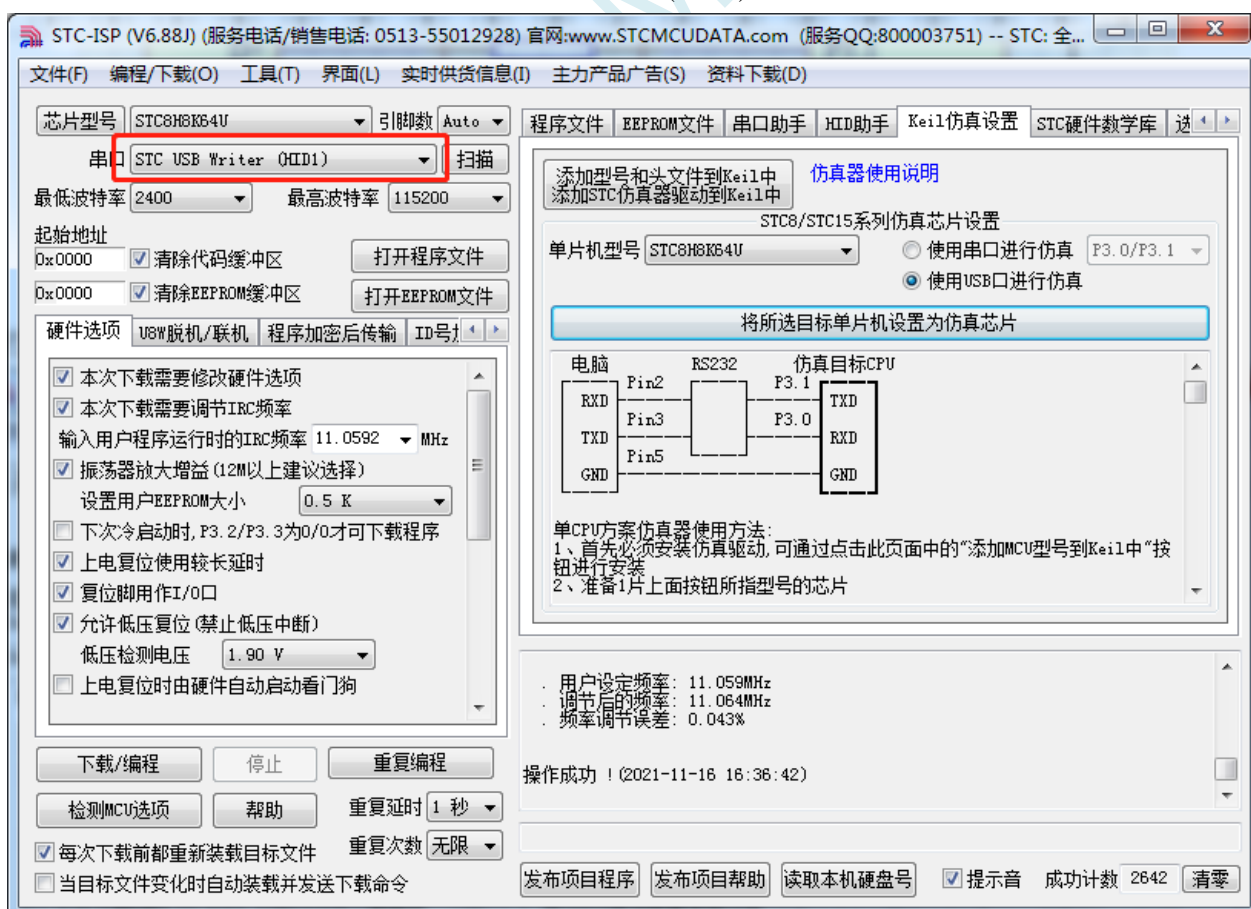 STC-ISP (V6.88J) (服务电话/销售电话: 0513-55012928) 官网:www.STCMCUDATA.com (服务QQ:800003751) -- STC: 全...
文件(F) 编程/下载(O) 工具(T) 界面(L) 实时供货信息(I) 主力产品广告(S) 资料下载(D)
芯片型号 STC8H8K64U 引脚数 Auto
串口 STC USB Writer (HID1) 扫描
最低波特率 2400 最高波特率 115200
起始地址
0x0000 清除代码缓冲区 打开程序文件
0x0000 清除EEPROM缓冲区 打开EEPROM文件
硬件选项 U8W脱机/联机 程序加密后传输 ID号
本次下载需要修改硬件选项
本次下载需要调节IRC频率
输入用户程序运行时的IRC频率 11.0592 MHz
振荡器放大增益(12M以上建议选择)
设置用户EEPROM大小 0.5 K
下次冷启动时,P3.2/P3.3为0/0才可下载程序
上电复位使用较长延时
复位脚用作I/O口
允许低压复位(禁止低压中断)
低压检测电压 1.90 V
上电复位时由硬件自动启动看门狗
下载/编程 停止 重复编程
检测MCU选项 帮助 重复延时 1 秒
每次下载前都重新装载目标文件 重复次数 无限
当目标文件变化时自动装载并发送下载命令
程序文件 EEPROM文件 串口助手 HID助手 Keil仿真设置 STC硬件数学库
添加型号和头文件到Keil中
添加STC仿真器驱动到Keil中
仿真器使用说明
STC8/STC15系列仿真芯片设置
单片机型号 STC8H8K64U 使用串口进行仿真 P3.0/P3.1
使用USB口进行仿真
将所选目标单片机设置为仿真芯片
电脑 RS232 仿真目标CPU
Pin2 P3.1
RXD TXD
Pin3 P3.0
TXD RXD
Pin5
GND GND
单CPU方案仿真器使用方法:
1、首先必须安装仿真驱动,可通过点击此页面中的“添加MCU型号到Keil中“按
钮进行安装
2、准备1片上面按钮所指型号的芯片
. 用户设定频率: 11.059MHz
. 调节后的频率: 11.064MHz
. 频率调节误差: 0.043%
操作成功 !(2021-11-16 16:36:42)
发布项目程序 发布项目帮助 读取本机硬盘号 提示音 成功计数 2642 清零